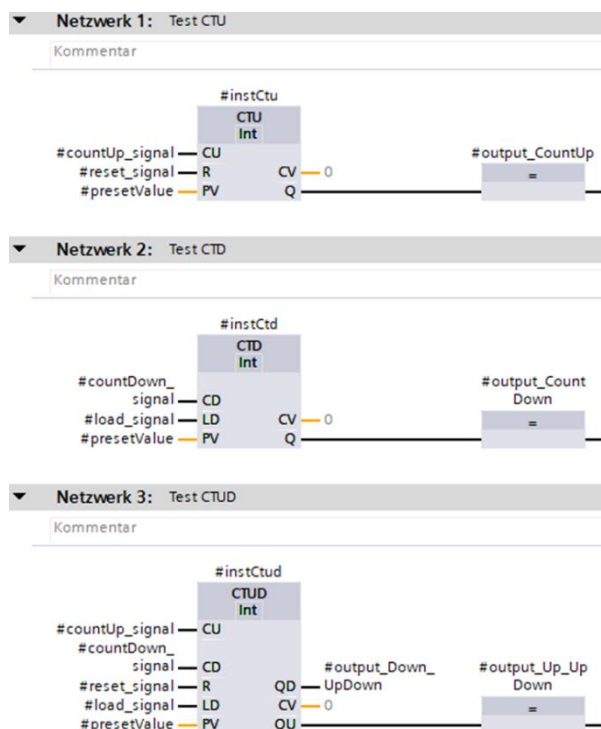 Netzwerk 1: Test CTU
Kommentar
#instCtu
CTU
Int
#countUp_signal CU #output_CountUp
#reset_signal R CV 0 =
#presetValue PV Q
Netzwerk 2: Test CTD
Kommentar
#instCtd
CTD
Int
#countDown_ #output_Count
signal CD Down
#load_signal LD CV 0 =
#presetValue PV Q
Netzwerk 3: Test CTUD
Kommentar
#instCtud
CTUD
Int
#countUp_signal CU
#countDown_
signal CD #output_Down_ #output_Up_Up
#reset_signal R QD UpDown Down
#load_signal LD CV 0 =
#presetValue PV QU